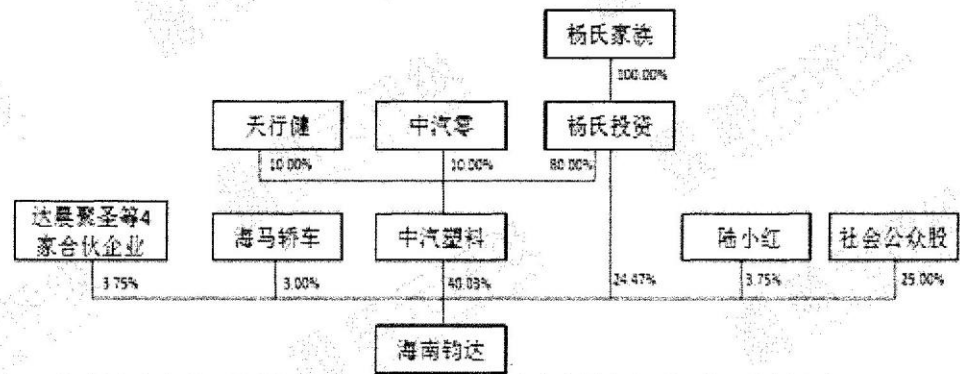 杨氏家族
100.00%
天行健
中汽零
杨氏投资
10.00%
10.00%
80.00%
达晨聚圣等4
家合伙企业
海马轿车
中汽塑料
陆小红
社会公众股
3.75%
3.00%
40.03%
24.47%
3.75%
25.00%
海南钧达